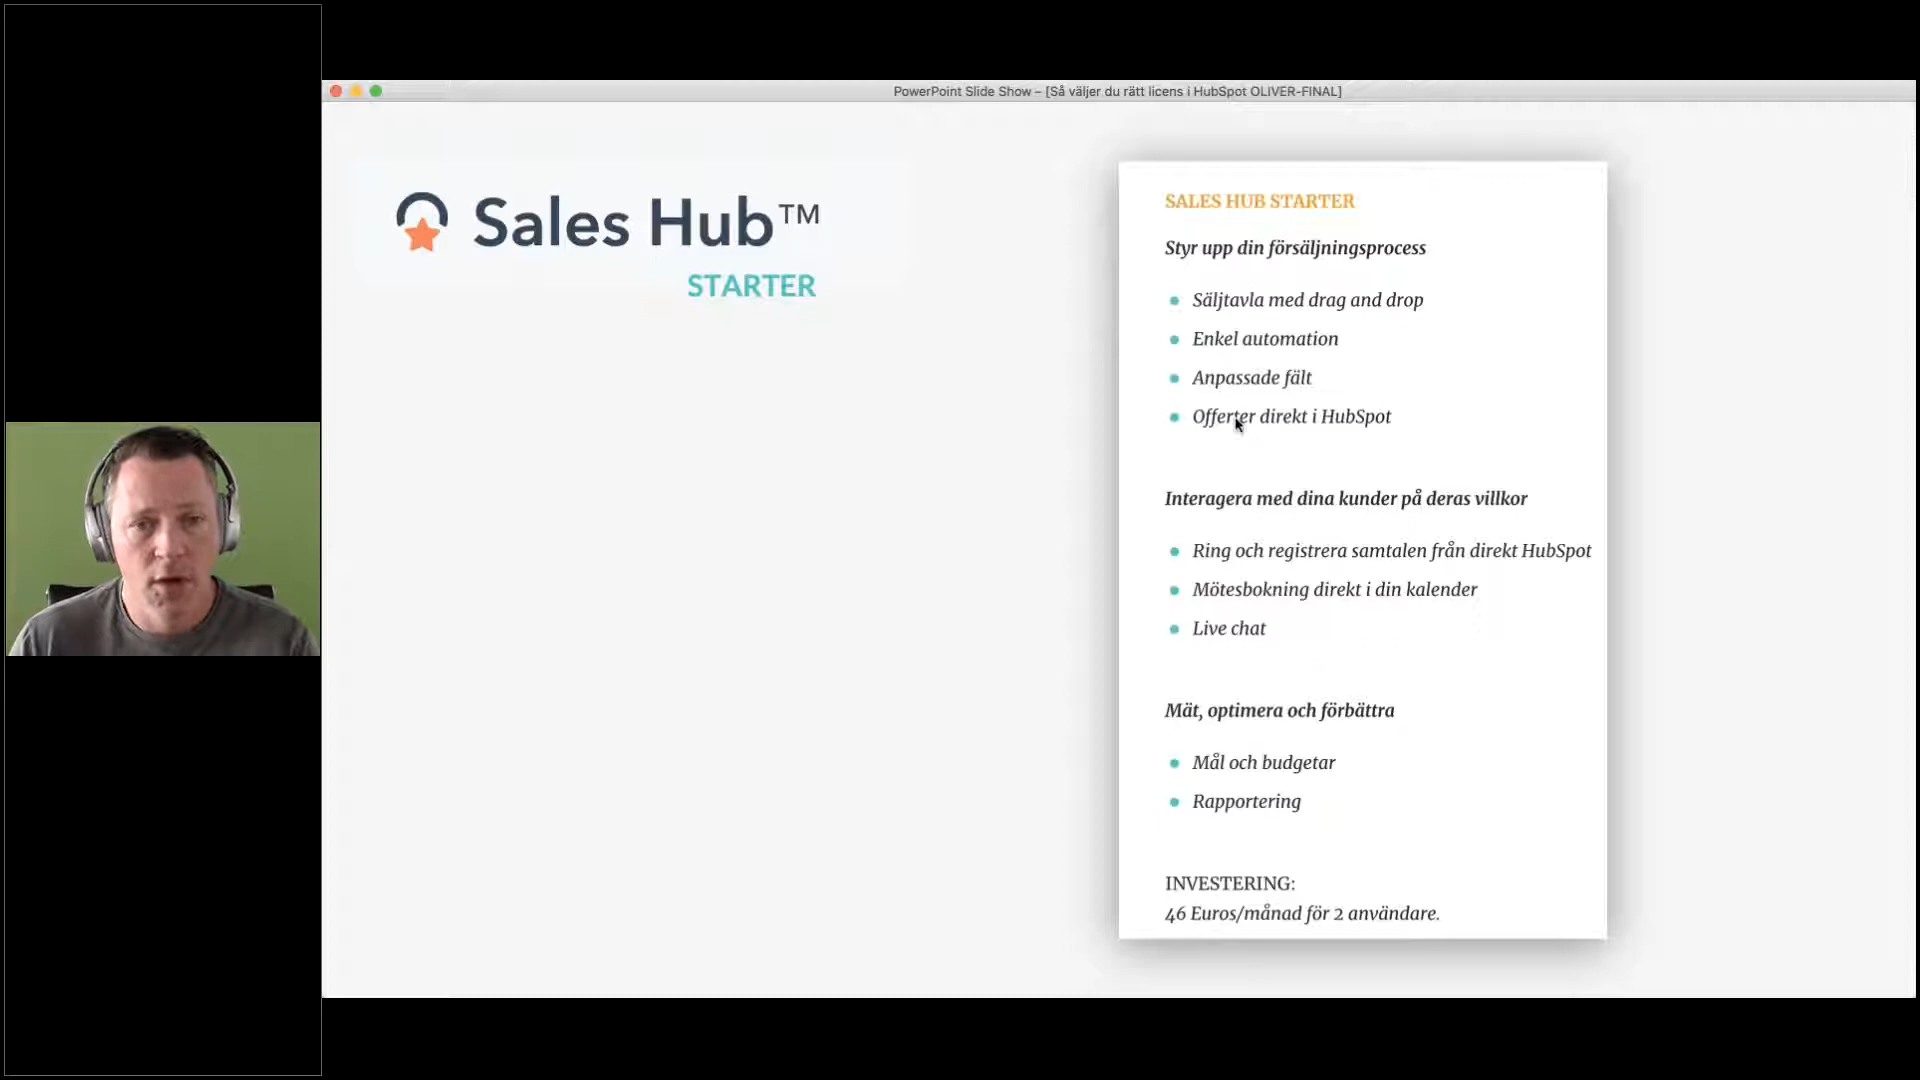 PowerPoint Slide Show – [Så väljer du rätt licens i HubSpot OLIVER-FINAL]
Sales Hub™
STARTER
SALES HUB STARTER
Styr upp din försäljningsprocess
Säljtavla med drag and drop
Enkel automation
Anpassade fält
Offerter direkt i HubSpot
Interagera med dina kunder på deras villkor
Ring och registrera samtalen från direkt HubSpot
Mötesbokning direkt i din kalender
Live chat
Mät, optimera och förbättra
Mål och budgetar
Rapportering
INVESTERING:
46 Euros/månad för 2 användare.